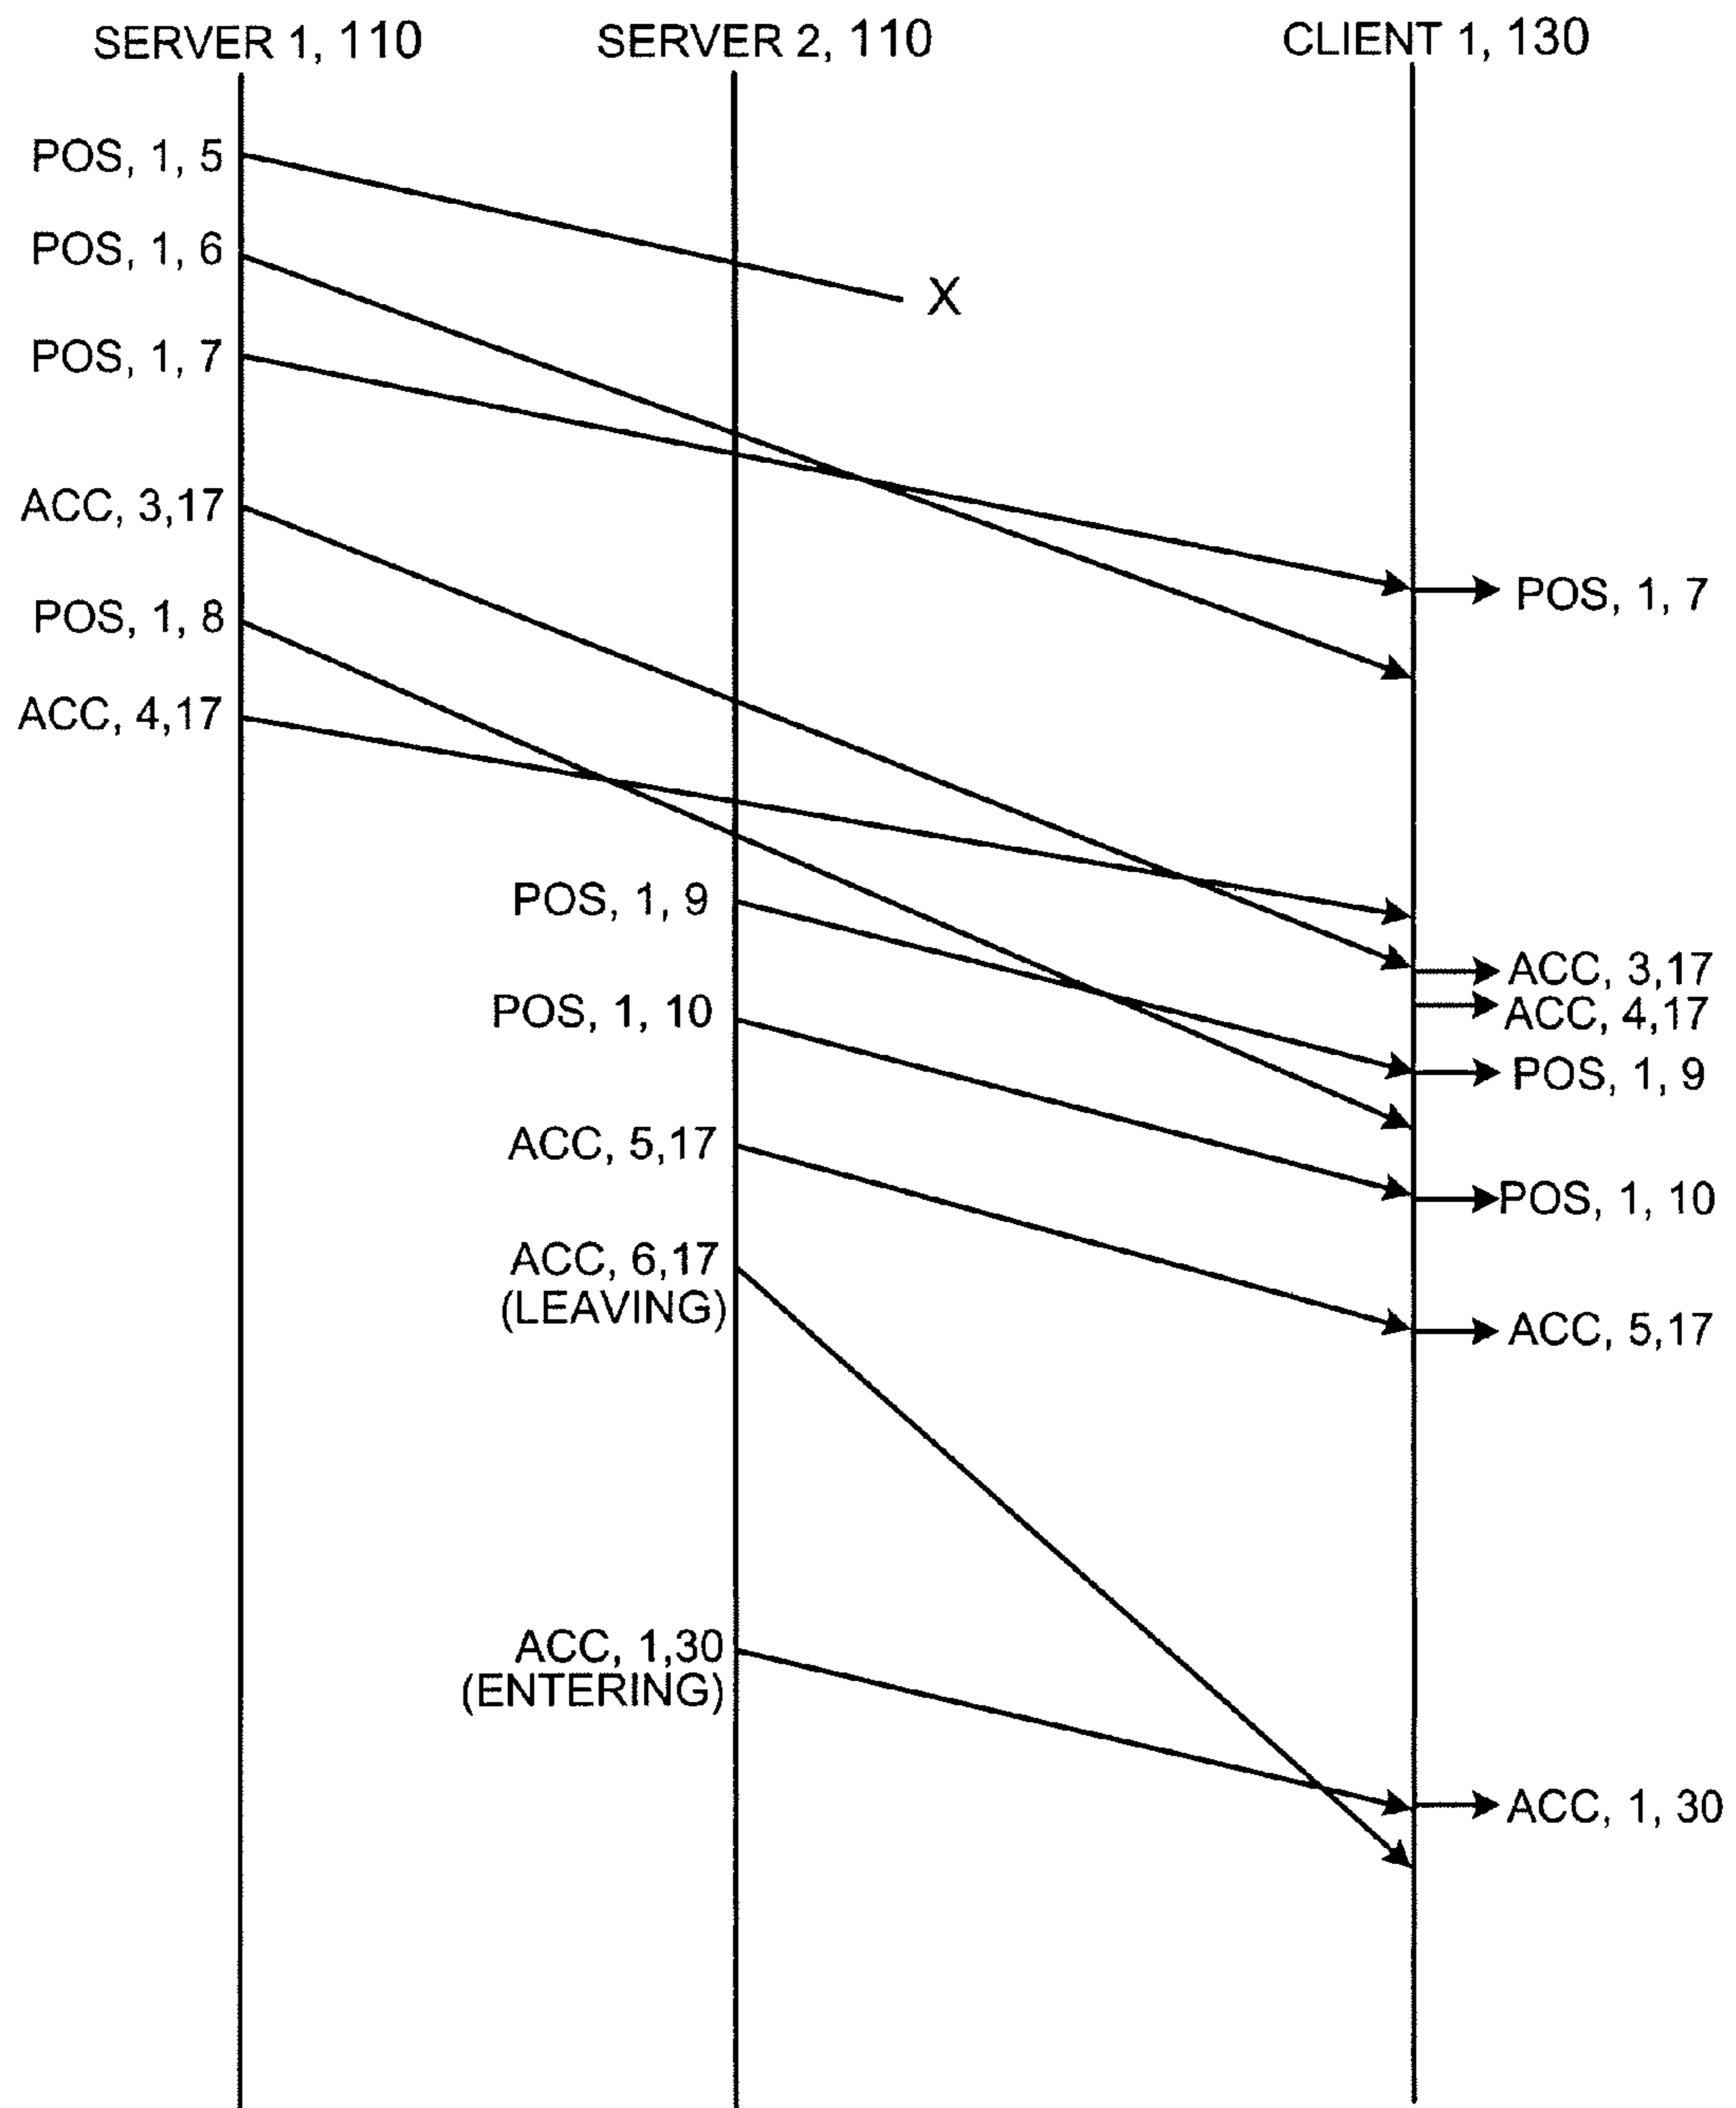 SERVER 1, 110
SERVER 2, 110
CLIENT 1, 130
POS, 1, 5
POS, 1, 6
X
POS, 1, 7
ACC, 3,17
POS, 1, 7
POS, 1, 8
ACC, 4,17
POS, 1, 9
ACC, 3,17
POS, 1, 10
ACC, 4,17
POS, 1, 9
ACC, 5,17
POS, 1, 10
ACC, 6,17
(LEAVING)
ACC, 5,17
ACC, 1,30
(ENTERING)
ACC, 1, 30